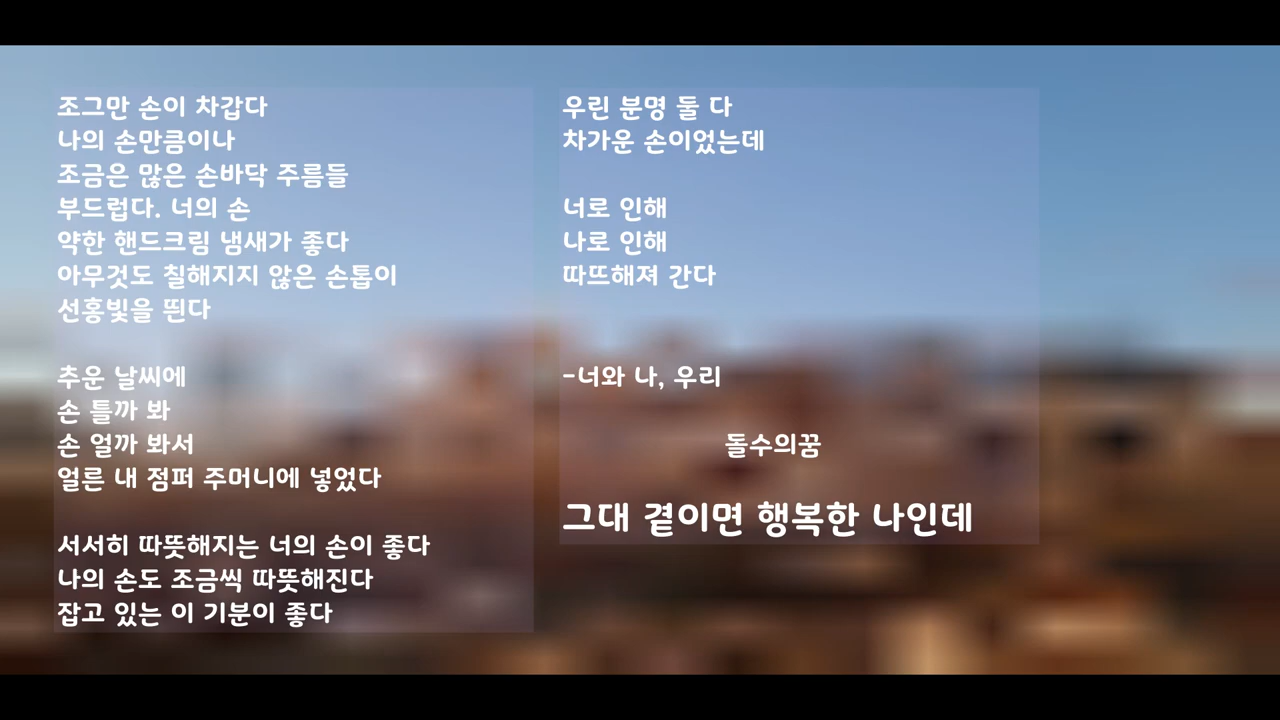 조그만 손이 차갑다
나의 손만큼이나
조금은 많은 손바닥 주름들
부드럽다. 너의 손
약한 핸드크림 냄새가 좋다
아무것도 칠해지지 않은 손톱이
선홍빛을 띈다
추운 날씨에
손 틀까 봐
손 얼까 봐서
얼른 내 점퍼 주머니에 넣었다
서서히 따뜻해지는 너의 손이 좋다
나의 손도 조금씩 따뜻해진다
잡고 있는 이 기분이 좋다
우린 분명 둘 다
차가운 손이었는데
너로 인해
나로 인해
따뜨해져 간다
-너와 나, 우리
돌수의꿈
그대 곁이면 행복한 나인데